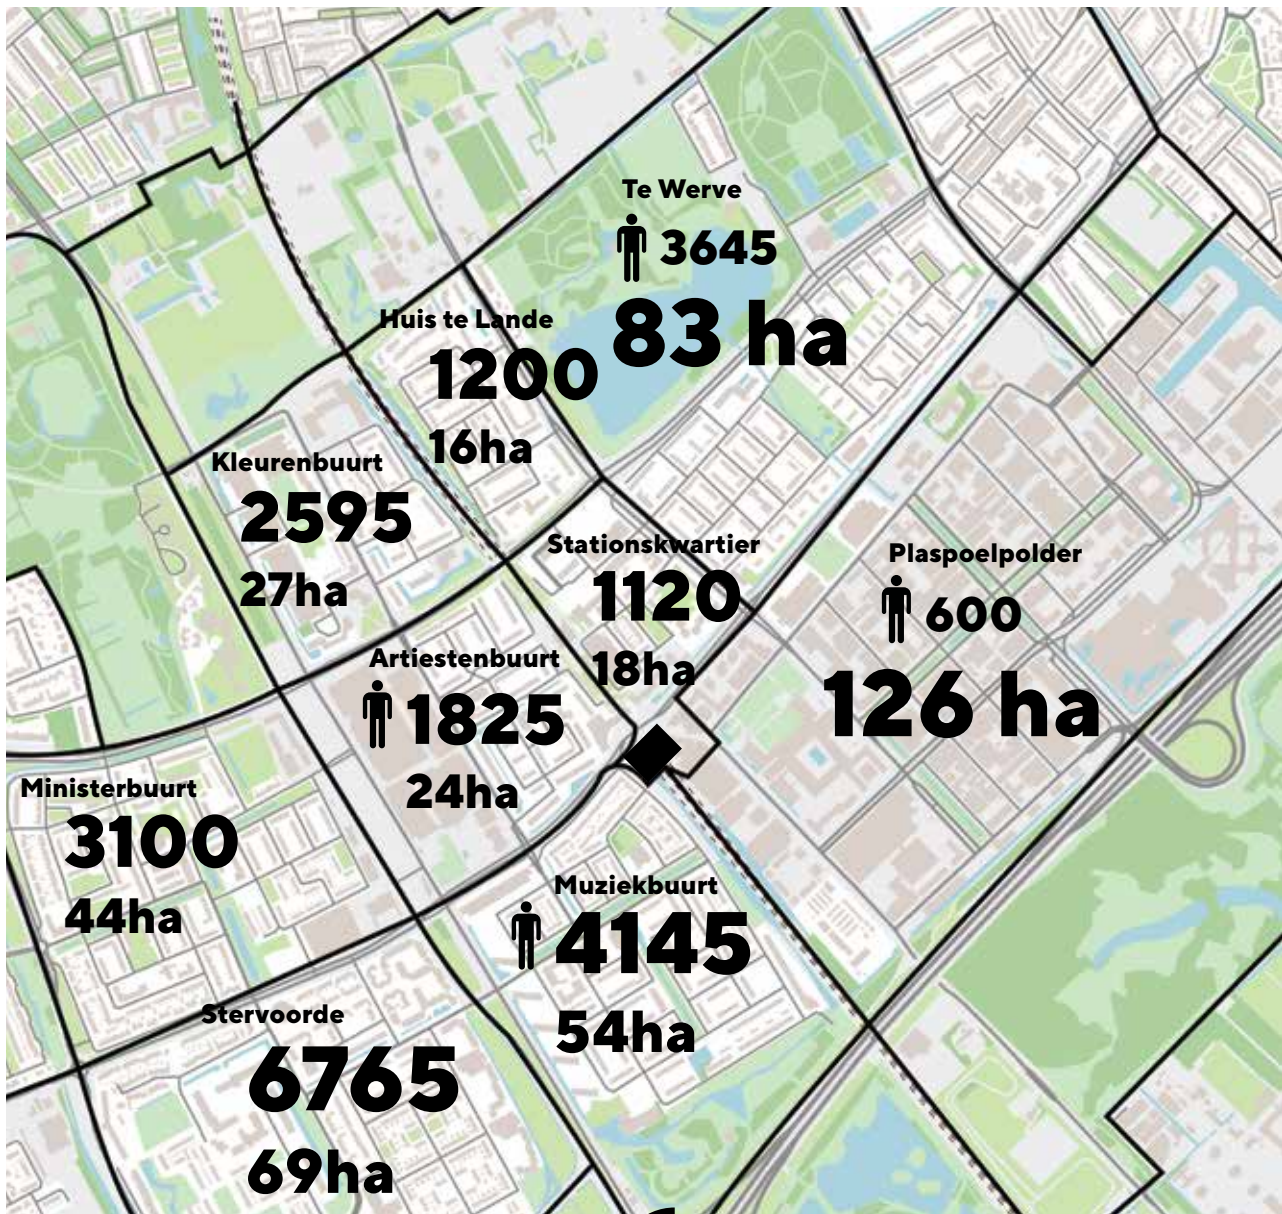 Te Werve
3645
83 ha
Huis te Lande
1200
16ha
Kleurenbuurt
2595
27ha
Stationskwartier
1120
18ha
Plaspoelpolder
600
126 ha
Artiestenbuurt
1825
24ha
Ministerbuurt
3100
44ha
Muziekbuurt
4145
54ha
Stervoorde
6765
69ha